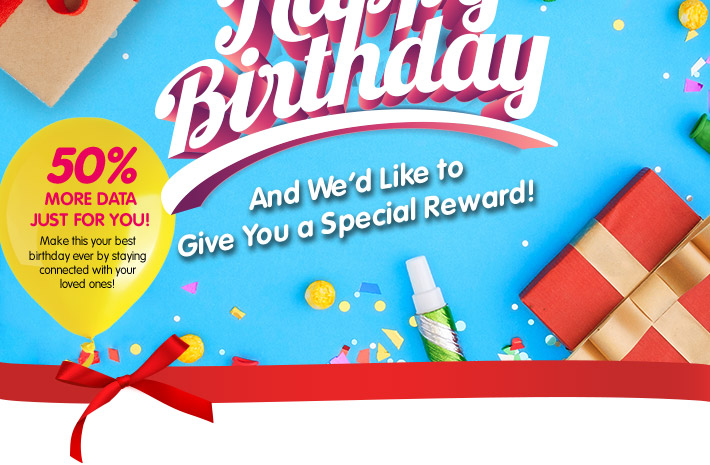 Happy
Birthday
And We'd Like to
Give You a Special Reward!
50%
MORE DATA
JUST FOR YOU!
Make this your best
birthday ever by staying
connected with your
loved ones!